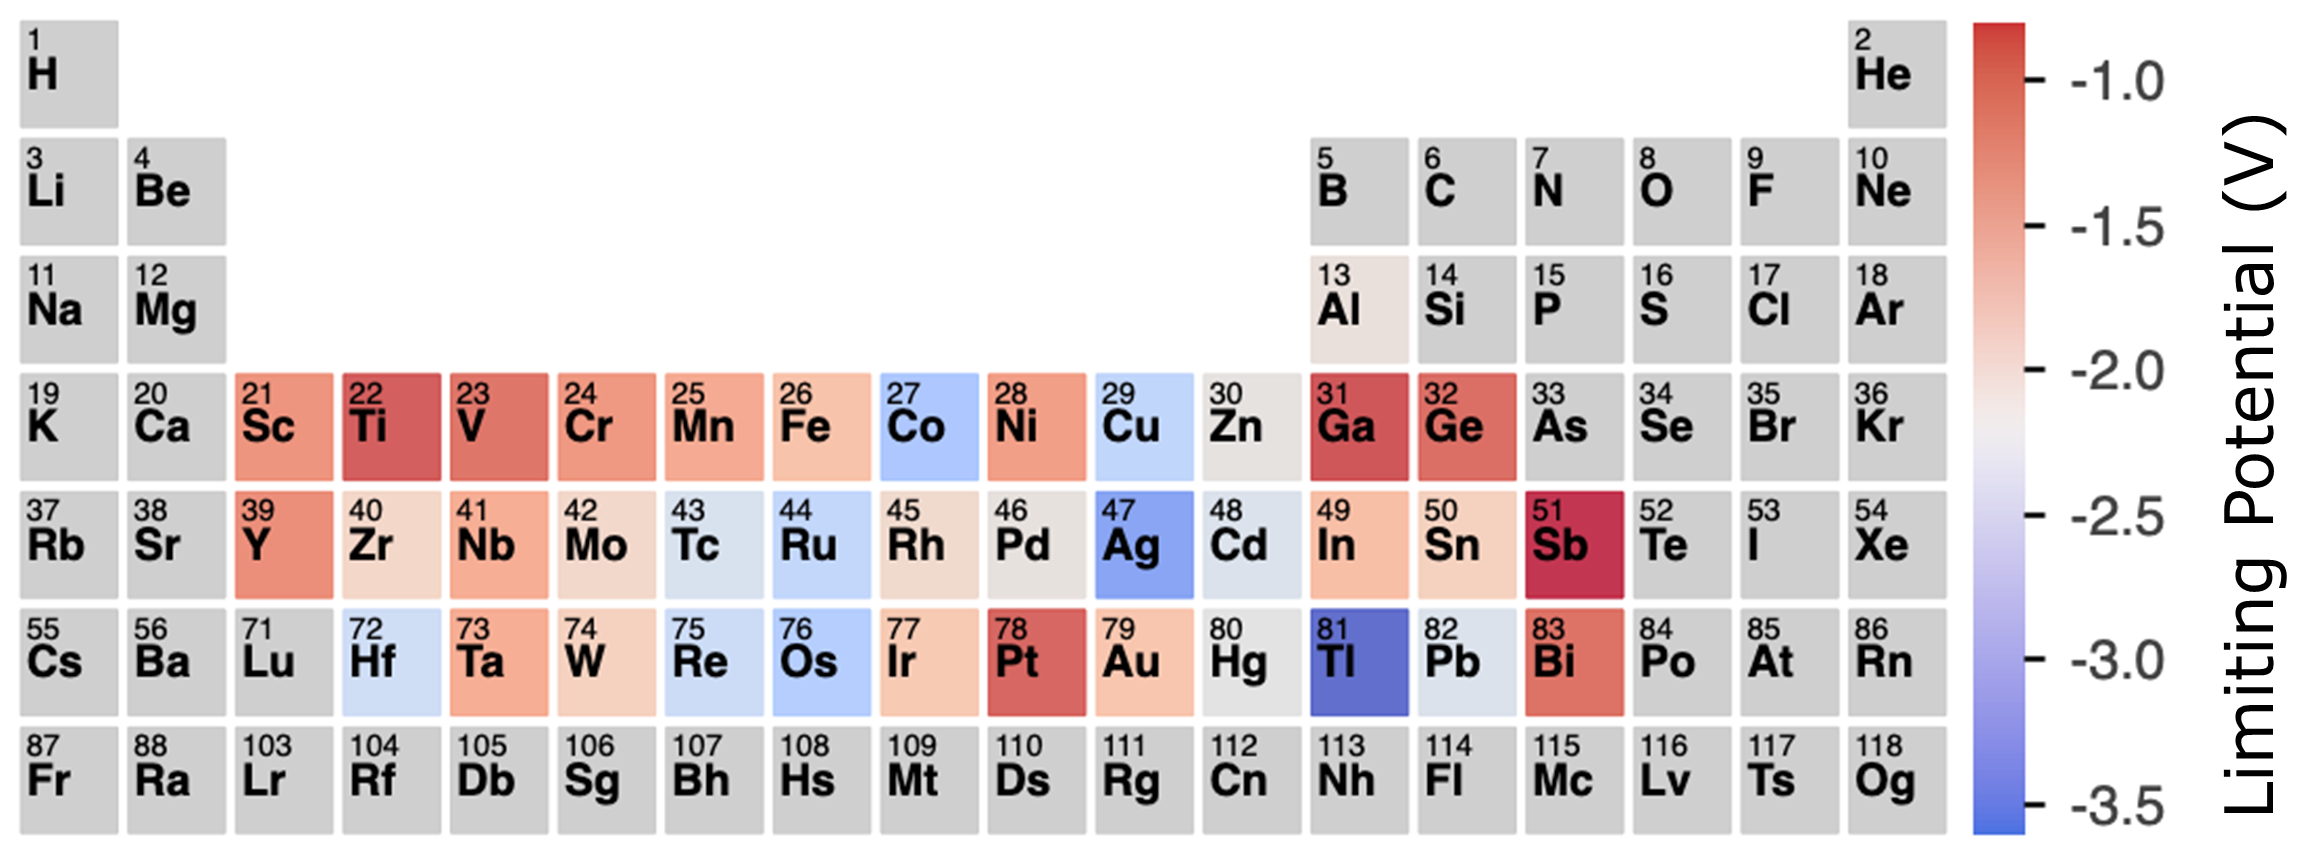 1 2
H He -1.0
3 4 5 6 7 8 9 10
Li Be B C N O F Ne -1.5
11 12 13 14 15 16 17 18
Na Mg Al Si P S Cl Ar
19 20 21 22 23 24 25 26 27 28 29 30 31 32 33 34 35 36 -2.0
K Ca Sc Ti V Cr Mn Fe Co Ni Cu Zn Ga Ge As Se Br Kr
37 38 39 40 41 42 43 44 45 46 47 48 49 50 51 52 53 54 -2.5
Rb Sr Y Zr Nb Mo Tc Ru Rh Pd Ag Cd In Sn Sb Te I Xe
55 56 71 72 73 74 75 76 77 78 79 80 81 82 83 84 85 86
Cs Ba Lu Hf Ta W Re Os Ir Pt Au Hg Tl Pb Bi Po At Rn -3.0
87 88 103 104 105 106 107 108 109 110 111 112 113 114 115 116 117 118
Fr Ra Lr Rf Db Sg Bh Hs Mt Ds Rg Cn Nh Fl Mc Lv Ts Og -3.5
Limiting Potential (V)